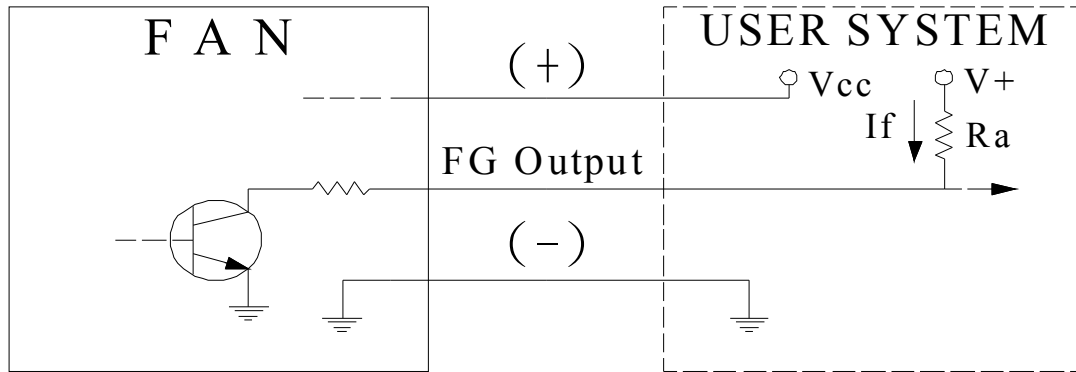 F A N
USER SYSTEM
(+)
Vcc
V+
If
Ra
FG Output
(-)